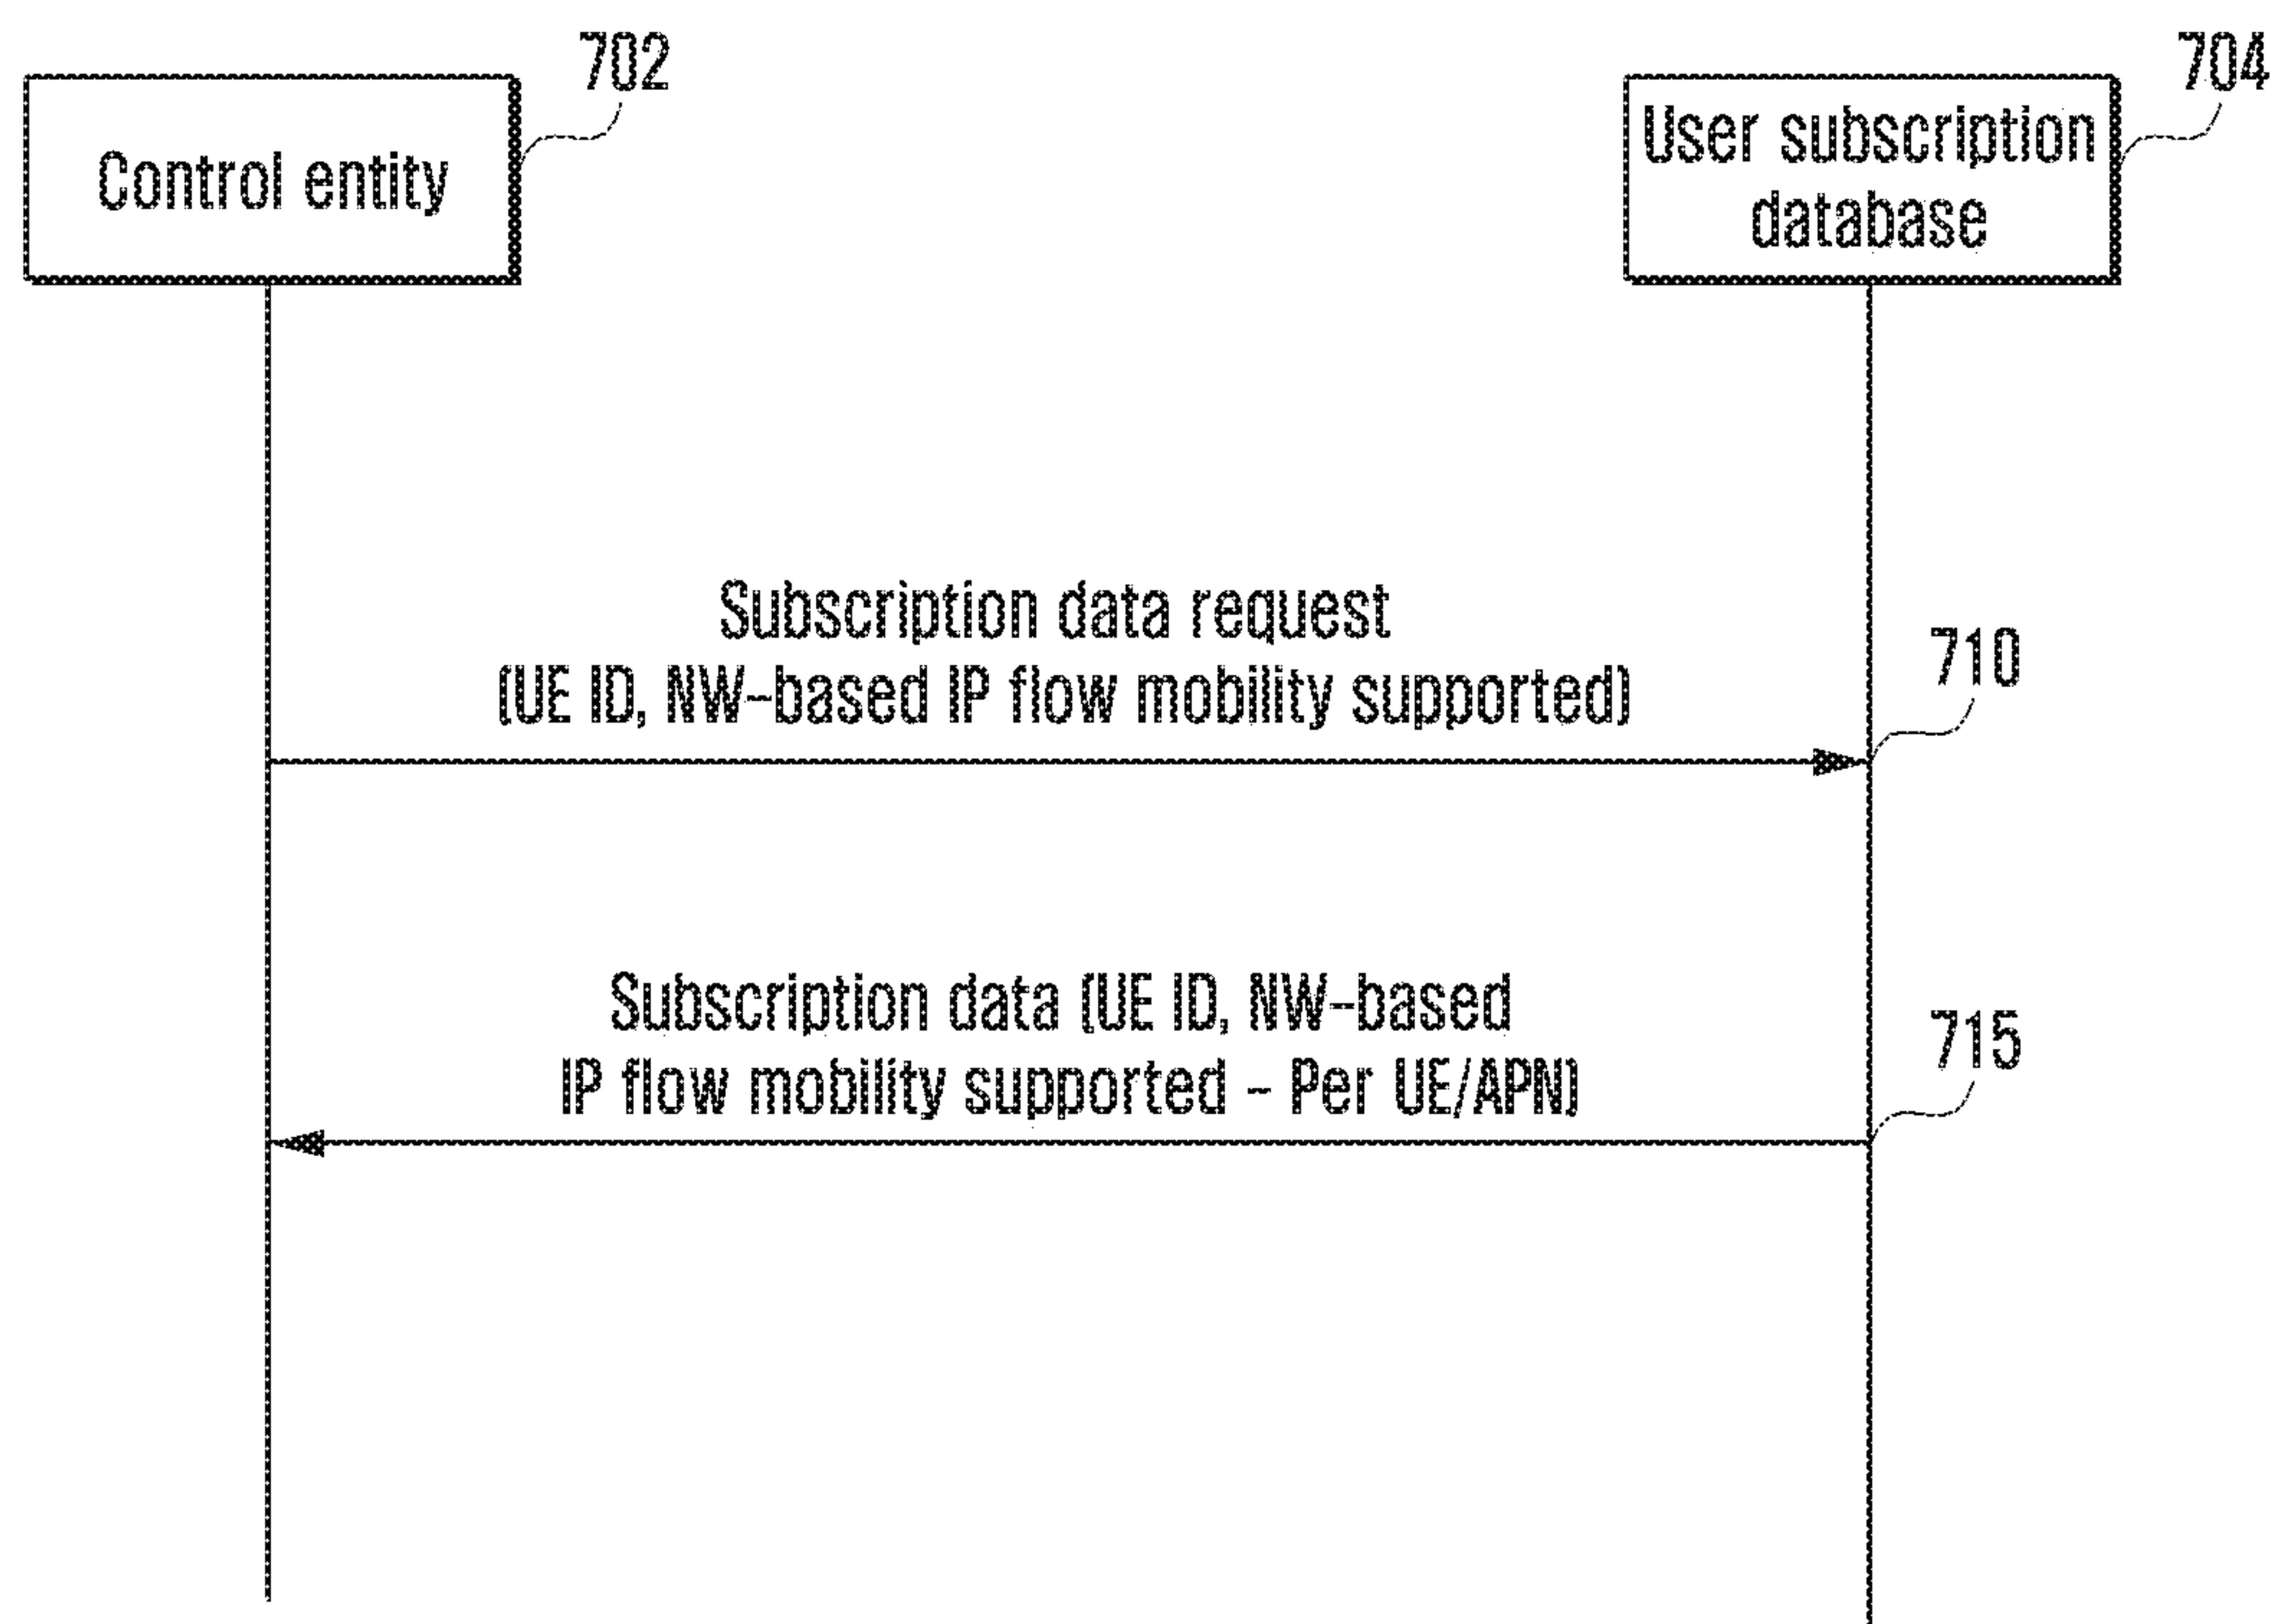 702
704
Control entity
User subscription
database
Subscription data request
(UE ID, NW-based IP flow mobility supported)
710
Subscription data (UE ID, NW-based
IP flow mobility supported - Per UE/APN)
715